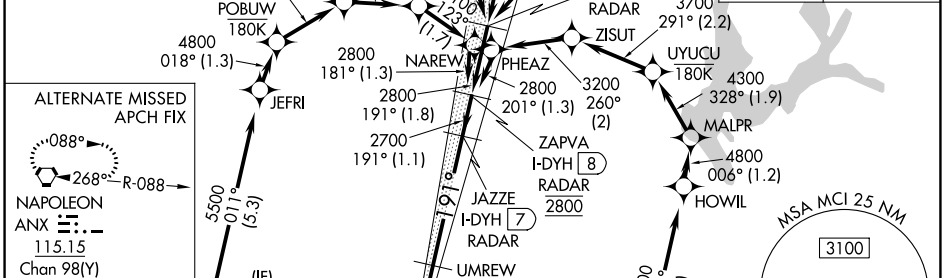 POBUW
180K
123°
(1.7)
RADAR
3700
291° (2.2)
ZISUT
4800
018° (1.3)
2800
181° (1.3)
NAREW
PHEAZ
UYUCU
180K
JEFRI
2800
191° (1.8)
2800
201° (1.3)
3200
260°
(2)
4300
328° (1.9)
ALTERNATE MISSED
APCH FIX
2700
191° (1.1)
ZAPVA
I-DYH 8
RADAR
2800
MALPR
4800
006° (1.2)
088°
268°
R-088
NAPOLEON
ANX
115.15
Chan 98(Y)
5500
011°
(5.3)
191°
JAZZE
I-DYH 7
RADAR
HOWIL
MSA MCI 25 NM
3100
UMREW
(IF)